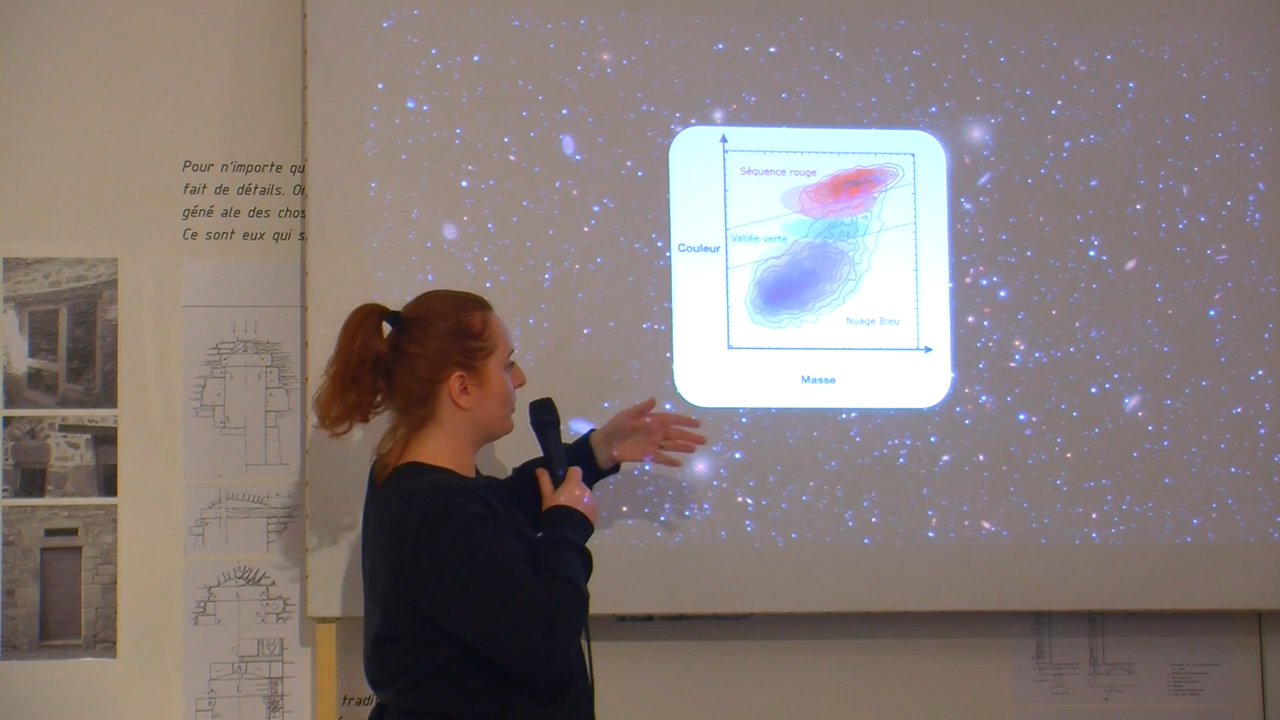 Pour n'importe qu
fait de détails. Or
géné ale des chos
Ce sont eux qui s
Séquence rouge
Vallée verte
Couleur
Nuage Bleu
Masse
tradi